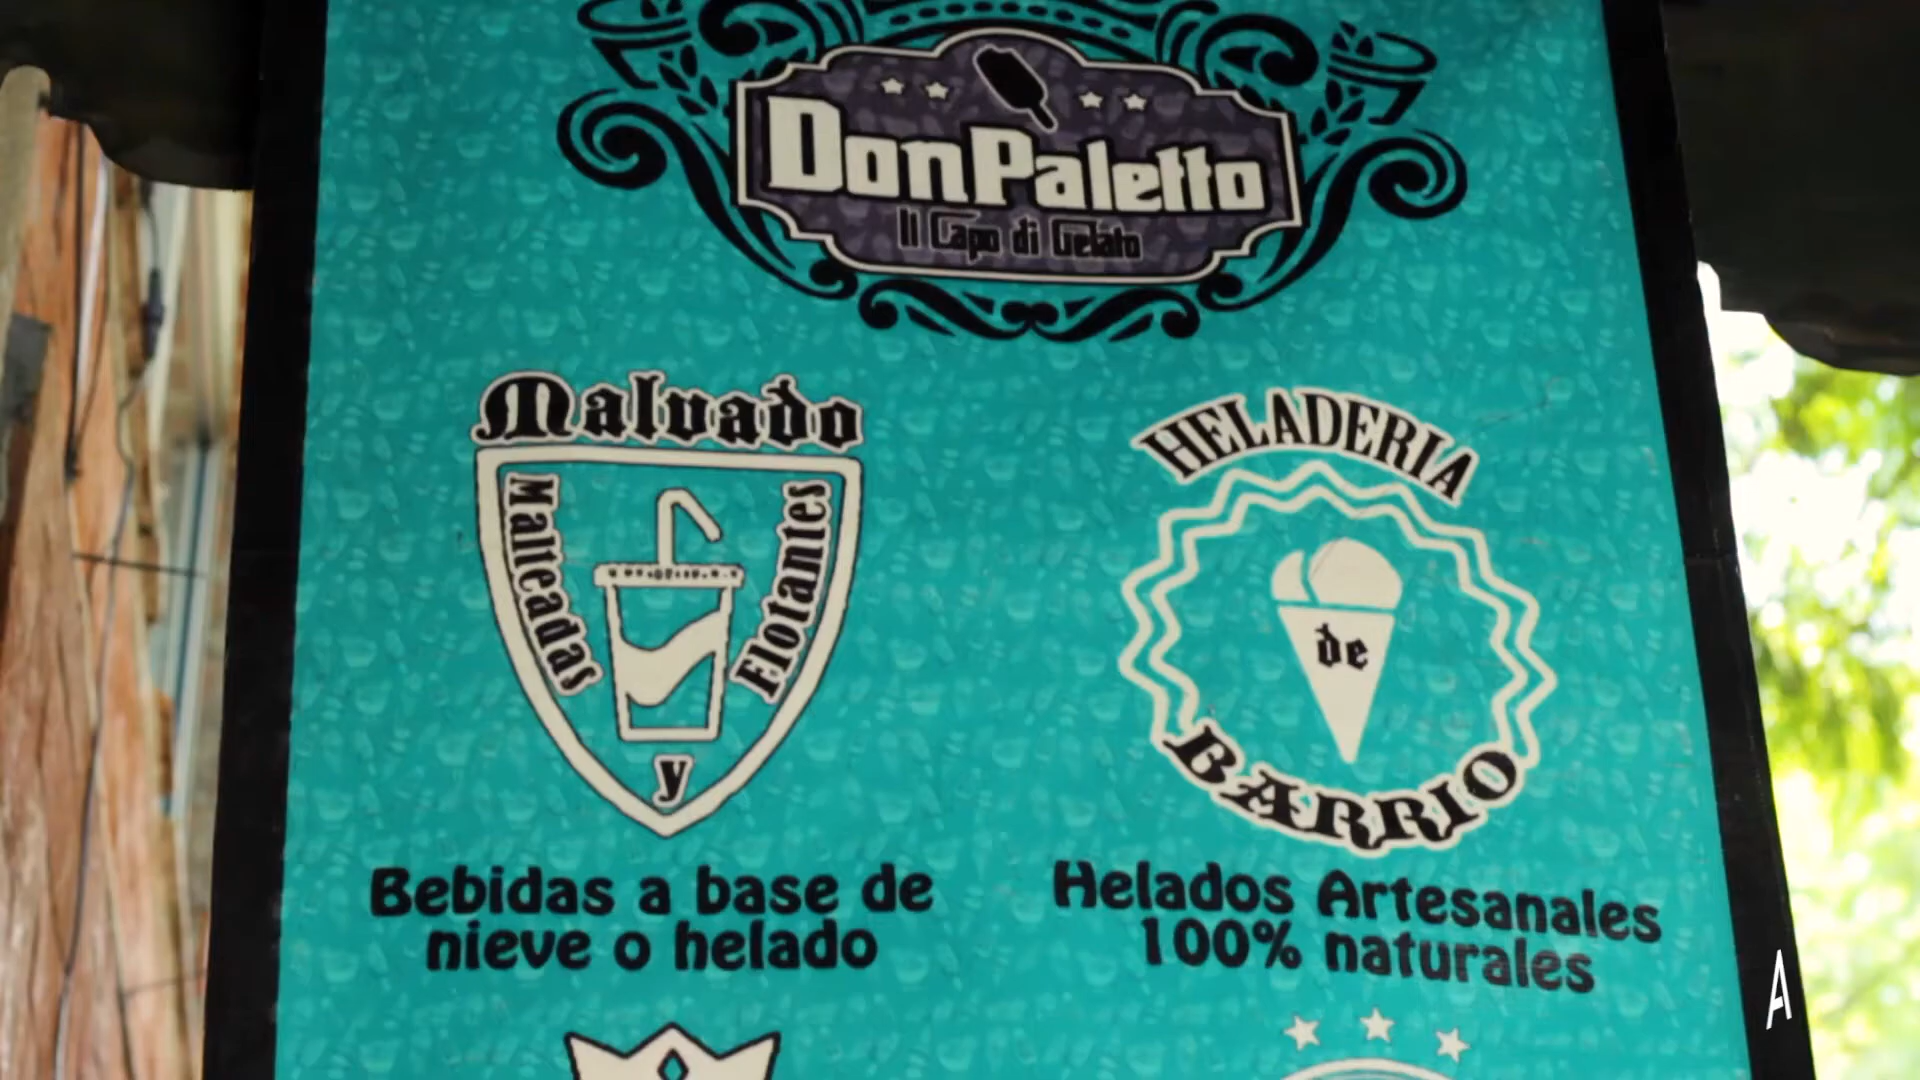 DonPaletto
Il Capo di Gelato
Malvado
Malteadas
y
Flotantes
Bebidas a base de
nieve o helado
HELADERIA
de
BARRIO
Helados Artesanales
100% naturales
A